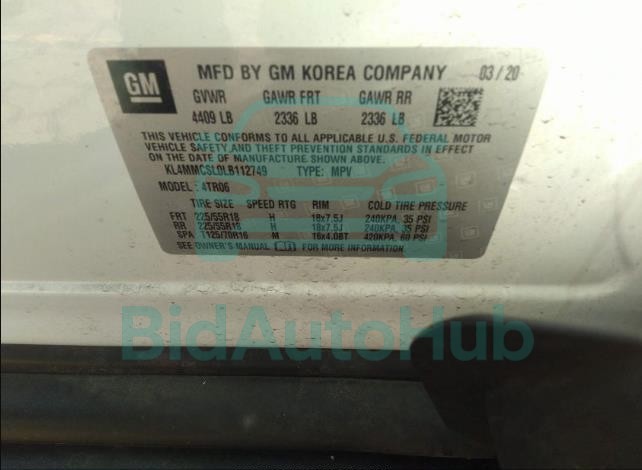 GM
MFD BY GM KOREA COMPANY 03/20
GVWR GAWR FRT GAWR RR
4409 LB 2336 LB 2336 LB
THIS VEHICLE CONFORMS TO ALL APPLICABLE U.S. FEDERAL MOTOR
VEHICLE SAFETY, AND THEFT PREVENTION STANDARDS IN EFFECT
ON THE DATE OF MANUFACTURE SHOWN ABOVE.
KL4MMCSL0LB112749 TYPE: MPV
MODEL: 4TR06
TIRE SIZE SPEED RTG RIM COLD TIRE PRESSURE
FRT 225/55R18 H 18x7.5J 240KPA, 35 PSI
RR 225/55R18 H 18x7.5J 240KPA, 35 PSI
SPA T125/70R16 M 16x4.0BT 420KPA, 60 PSI
SEE OWNER'S MANUAL FOR MORE INFORMATION
BidAutoHub